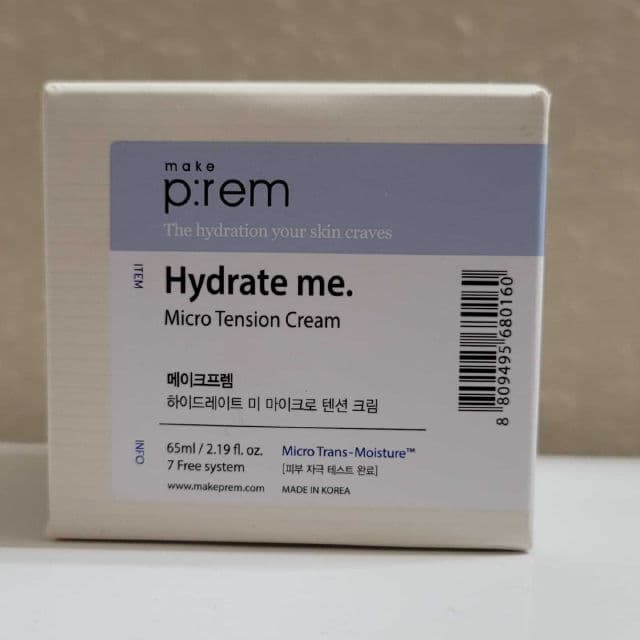 make
p:rem
The hydration your skin craves
ITEM
Hydrate me.
Micro Tension Cream
메이크프렘
하이드레이트 미 마이크로 텐션 크림
INFO
65ml / 2.19 fl. oz.
7 Free system
www.makeprem.com
Micro Trans-Moisture™
[피부 자극 테스트 완료]
MADE IN KOREA
8 809495 680160